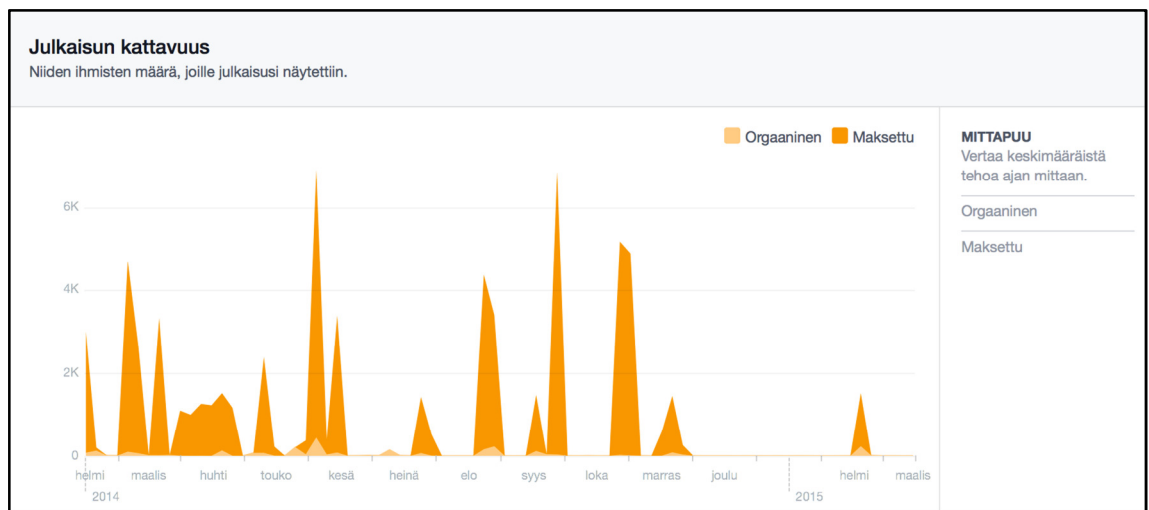 Julkaisun kattavuus
Niiden ihmisten määrä, joille julkaisusi näytettiin.
Orgaaninen Maksettu
6K
4K
2K
0
helmi maalis huhti touko kesä heinä elo syys loka marras joulu helmi maalis
2014 2015
MITTAPUU
Vertaa keskimääräistä
tehoa ajan mittaan.
Orgaaninen
Maksettu